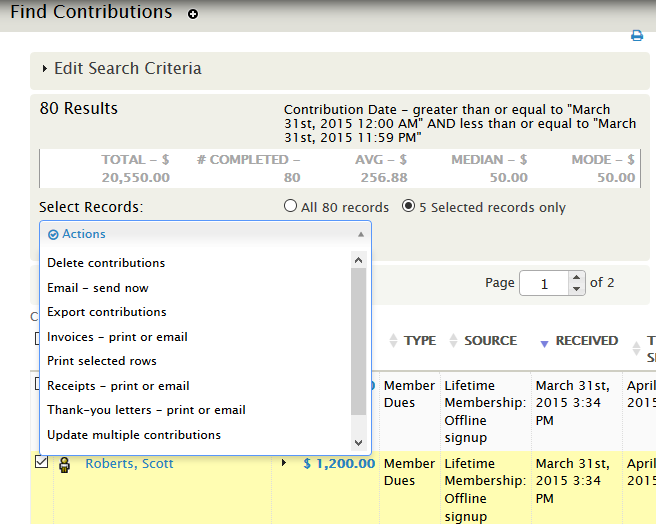 Find Contributions
Edit Search Criteria
80 Results
Contribution Date – greater than or equal to "March
31st, 2015 12:00 AM" AND less than or equal to "March
31st, 2015 11:59 PM"
TOTAL – $ # COMPLETED – AVG – $ MEDIAN – $ MODE – $
20,550.00 80 256.88 50.00 50.00
Select Records: All 80 records 5 Selected records only
Actions
Page 1 of 2
Delete contributions
Email – send now
Export contributions
Invoices – print or email
Print selected rows
Receipts – print or email
Thank-you letters – print or email
Update multiple contributions
TYPE SOURCE RECEIVED
Member Lifetime March 31st, April
Dues Membership: 2015 3:34 2015
Offline PM
signup
Roberts, Scott $ 1,200.00 Member Lifetime March 31st, April
Dues Membership: 2015 3:34 2015
Offline PM
signup